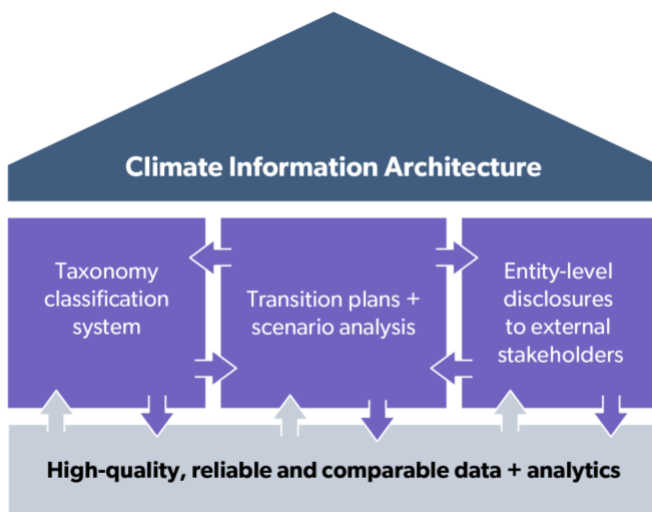 Climate Information Architecture
Taxonomy
classification
system
Transition plans +
scenario analysis
Entity-level
disclosures
to external
stakeholders
High-quality, reliable and comparable data + analytics